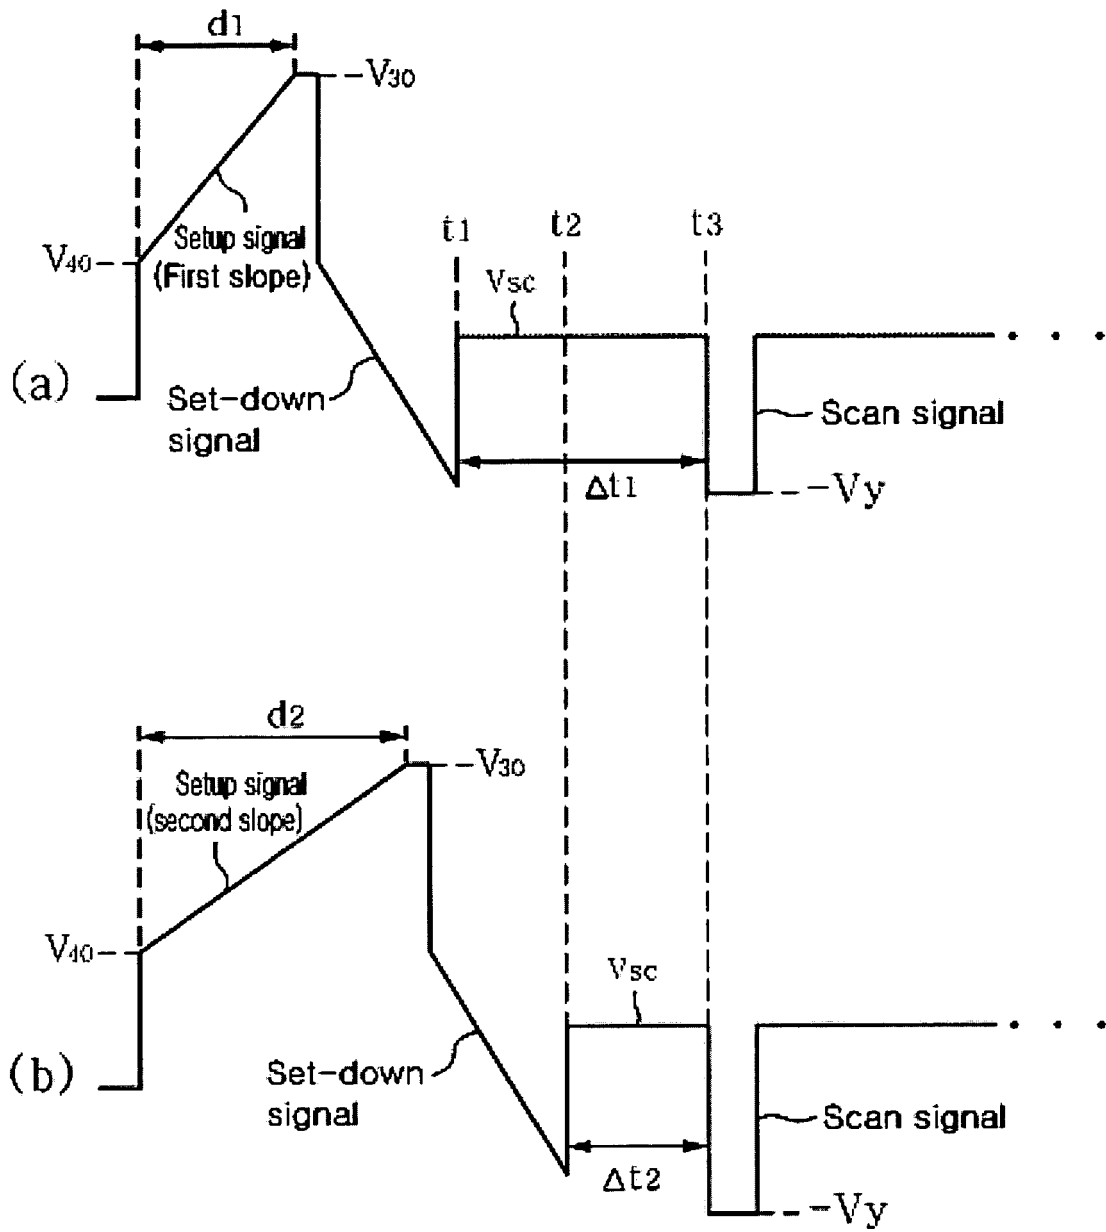 d1
V30
t1
t2
t3
V40
Setup signal
(First slope)
Vsc
(a)
Set-down
signal
Scan signal
Δt1
-Vy
d2
V30
Setup signal
(second slope)
V40
Vsc
(b)
Set-down
signal
Scan signal
Δt2
-Vy